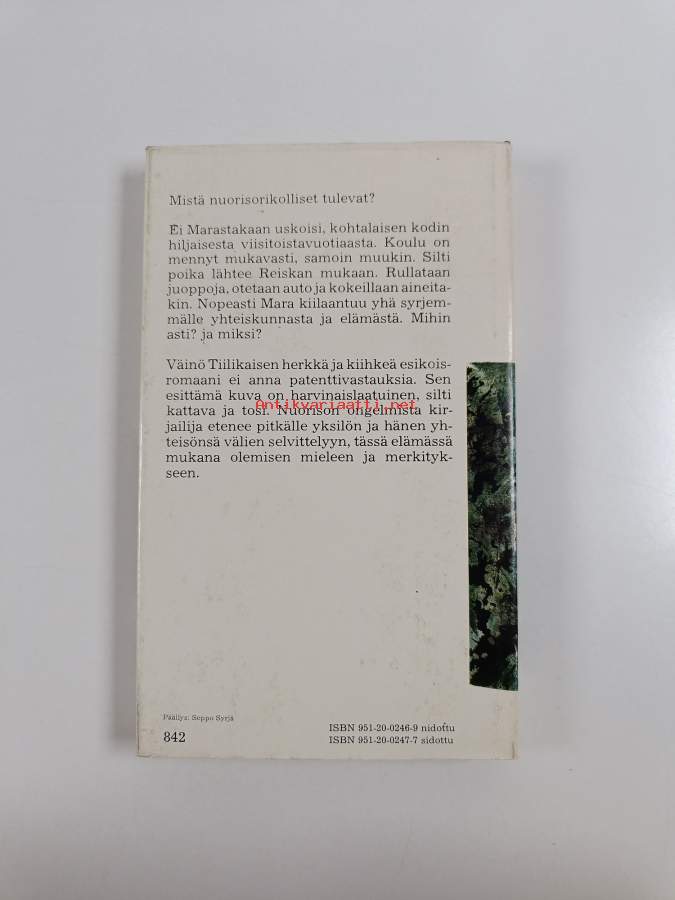 Mistä nuorisorikolliset tulevat?
Ei Marastakaan uskoisi, kohtalaisen kodin
hiljaisesta viisitoistavuotiaasta. Koulu on
mennyt mukavasti, samoin muukin. Silti
poika lähtee Reiskan mukaan. Rullataan
juoppoja, otetaan auto ja kokeillaan aineita-
kin. Nopeasti Mara kiilaantuu yhä syrjem-
mälle yhteiskunnasta ja elämästä. Mihin
asti? ja miksi?
Väinö Tiilikaisen herkkä ja kiihkeä esikois-
romaani ei anna patenttivastauksia. Sen
esittämä kuva on harvinaislaatuinen, silti
kattava ja tosi. Nuorison ongelmista kir-
jailija etenee pitkälle yksilön ja hänen yh-
teisönsä välien selvittelyyn, tässä elämässä
mukana olemisen mieleen ja merkityk-
seen.
Antikvariaatti.net
Päällys: Seppo Syrjä
842
ISBN 951-20-0246-9 nidottu
ISBN 951-20-0247-7 sidottu